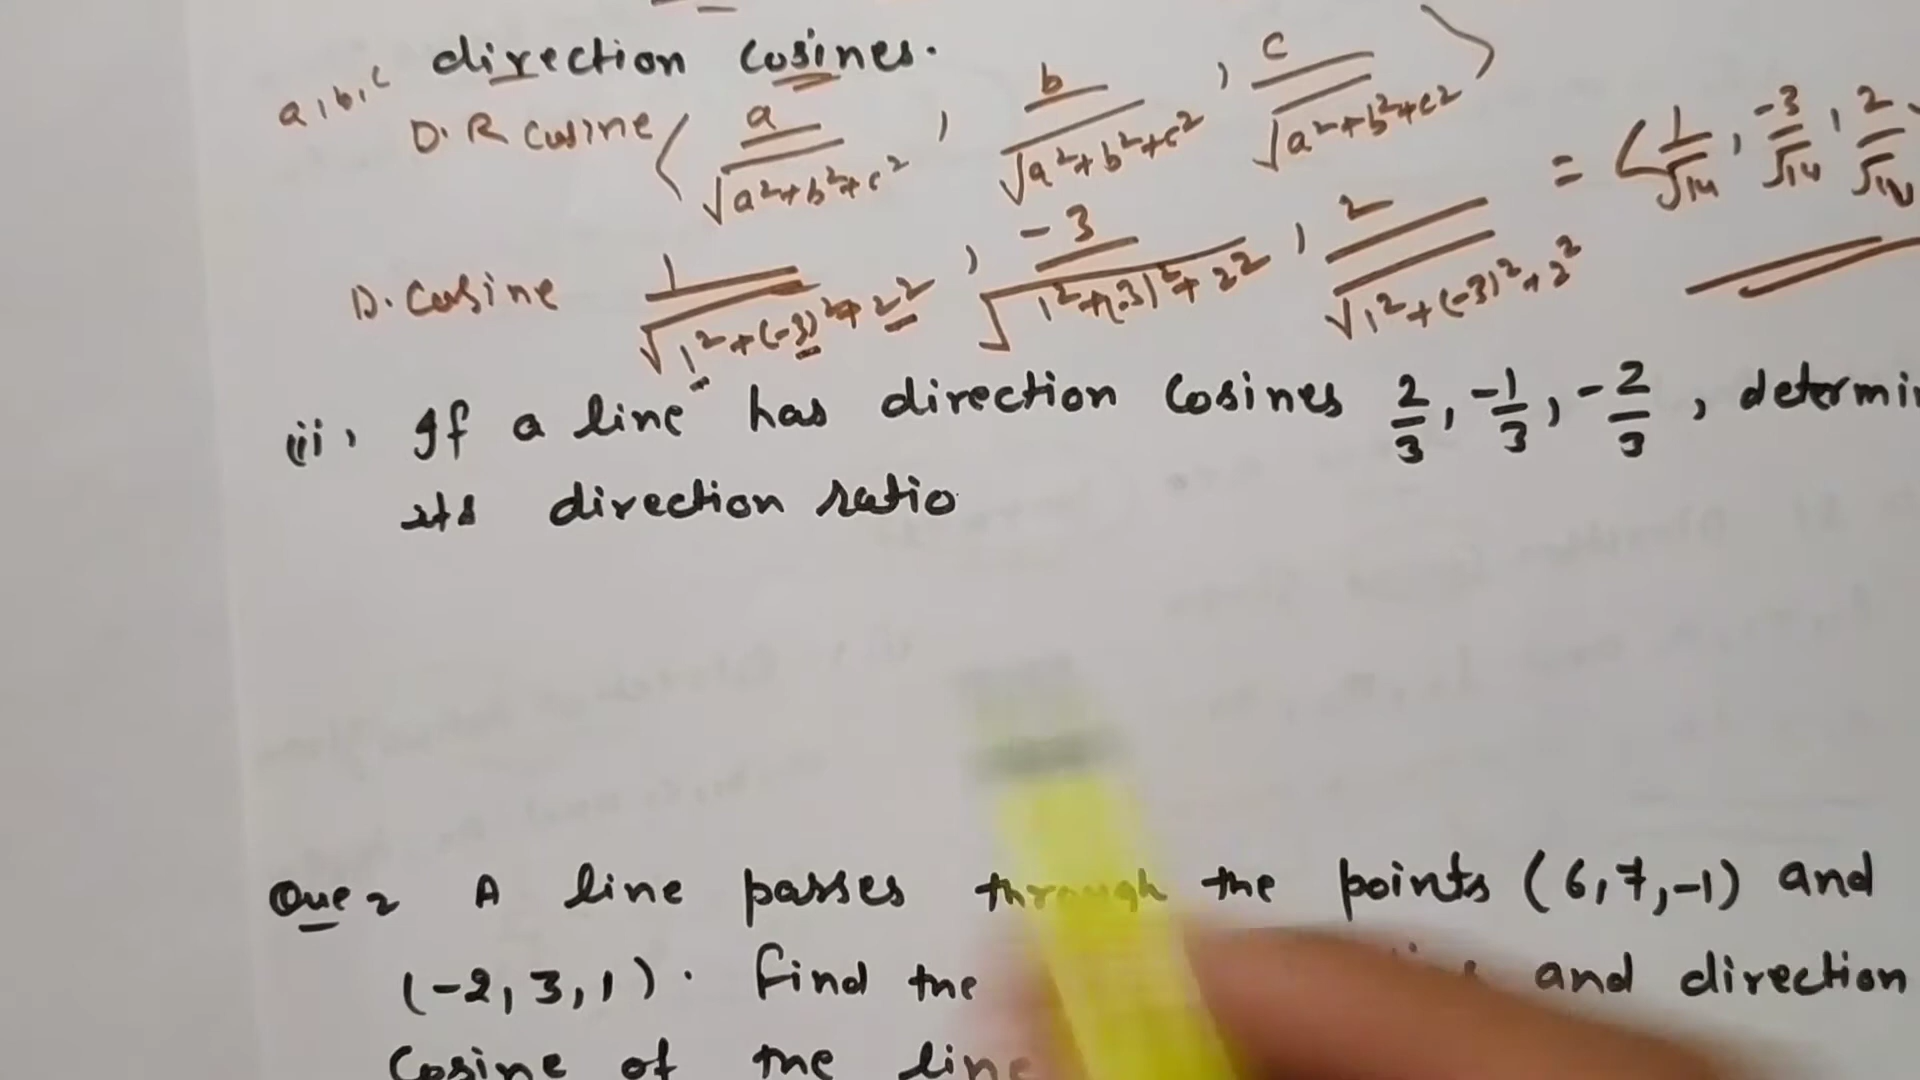 direction cosines.
a, b, c
D. R cusine ⟨ a/√a²+b²+c² , b/√a²+b²+c² , c/√a²+b²+c² ⟩
D. Cosine 1/√1²+(-3)²+2² , -3/√1²+(-3)²+2² , 2/√1²+(-3)²+2² = ⟨ 1/√14 , -3/√14 , 2/√14
(ii) If a line has direction Cosines 2/3, -1/3, -2/3, determi
its direction ratio
Que 2 A line passes through the points (6,7,-1) and
(-2,3,1). Find the and direction
Cosine of the line